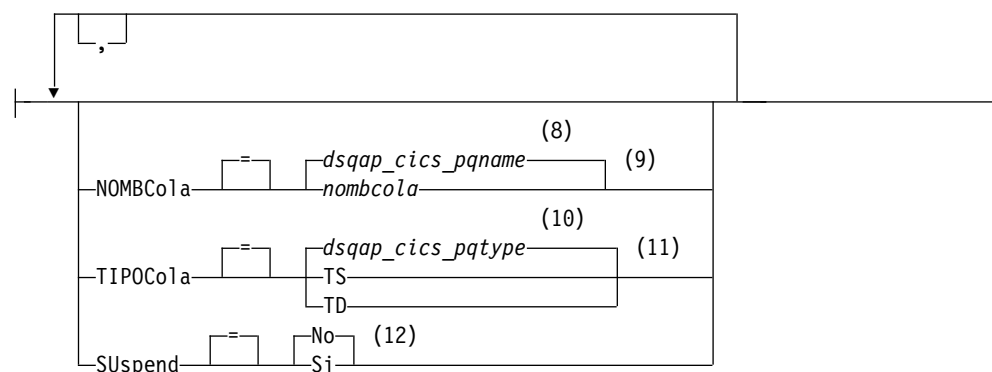 ,
(8)
= dsqap_cics_pqname (9)
NOMBCola nombcola
(10)
= dsqap_cics_pqtype (11)
TIPOCola TS
TD
= No (12)
SUspend Si